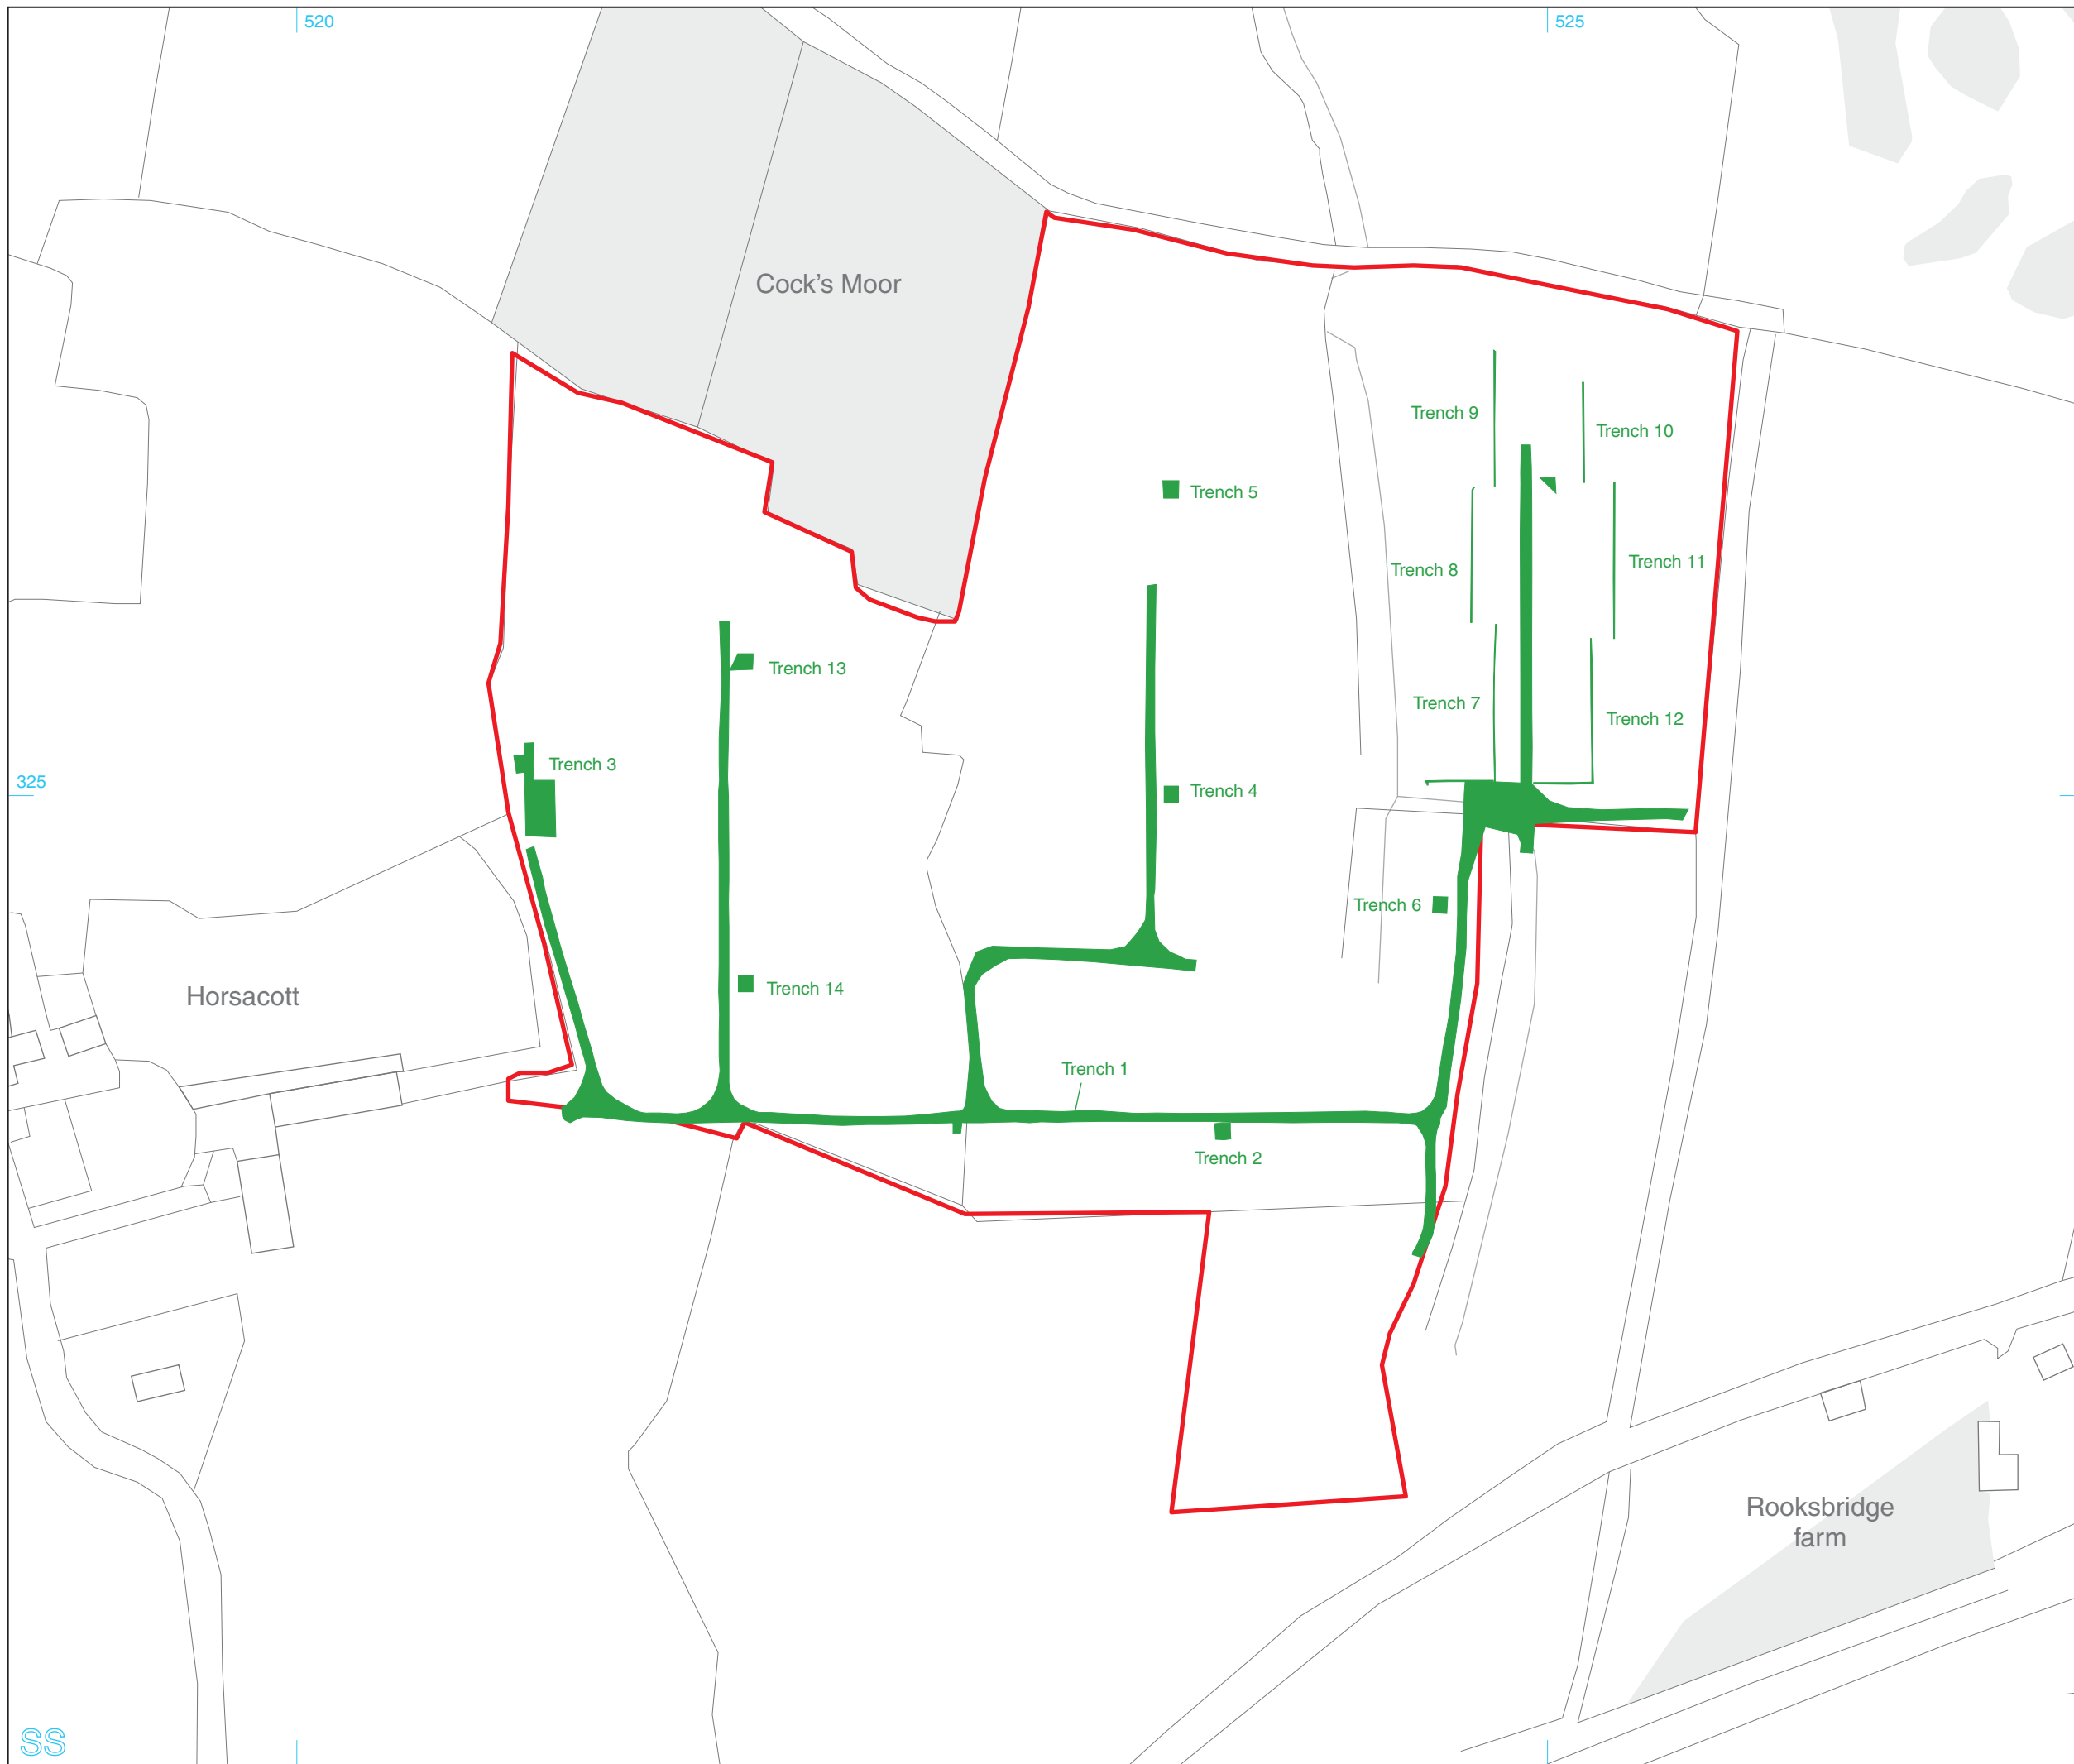 520
525
Cock's Moor
Trench 9
Trench 10
Trench 5
Trench 11
Trench 8
Trench 13
Trench 7
Trench 12
Trench 3
325
Trench 4
Trench 6
Trench 14
Horsacott
Trench 1
Trench 2
Rooksbridge
farm
SS